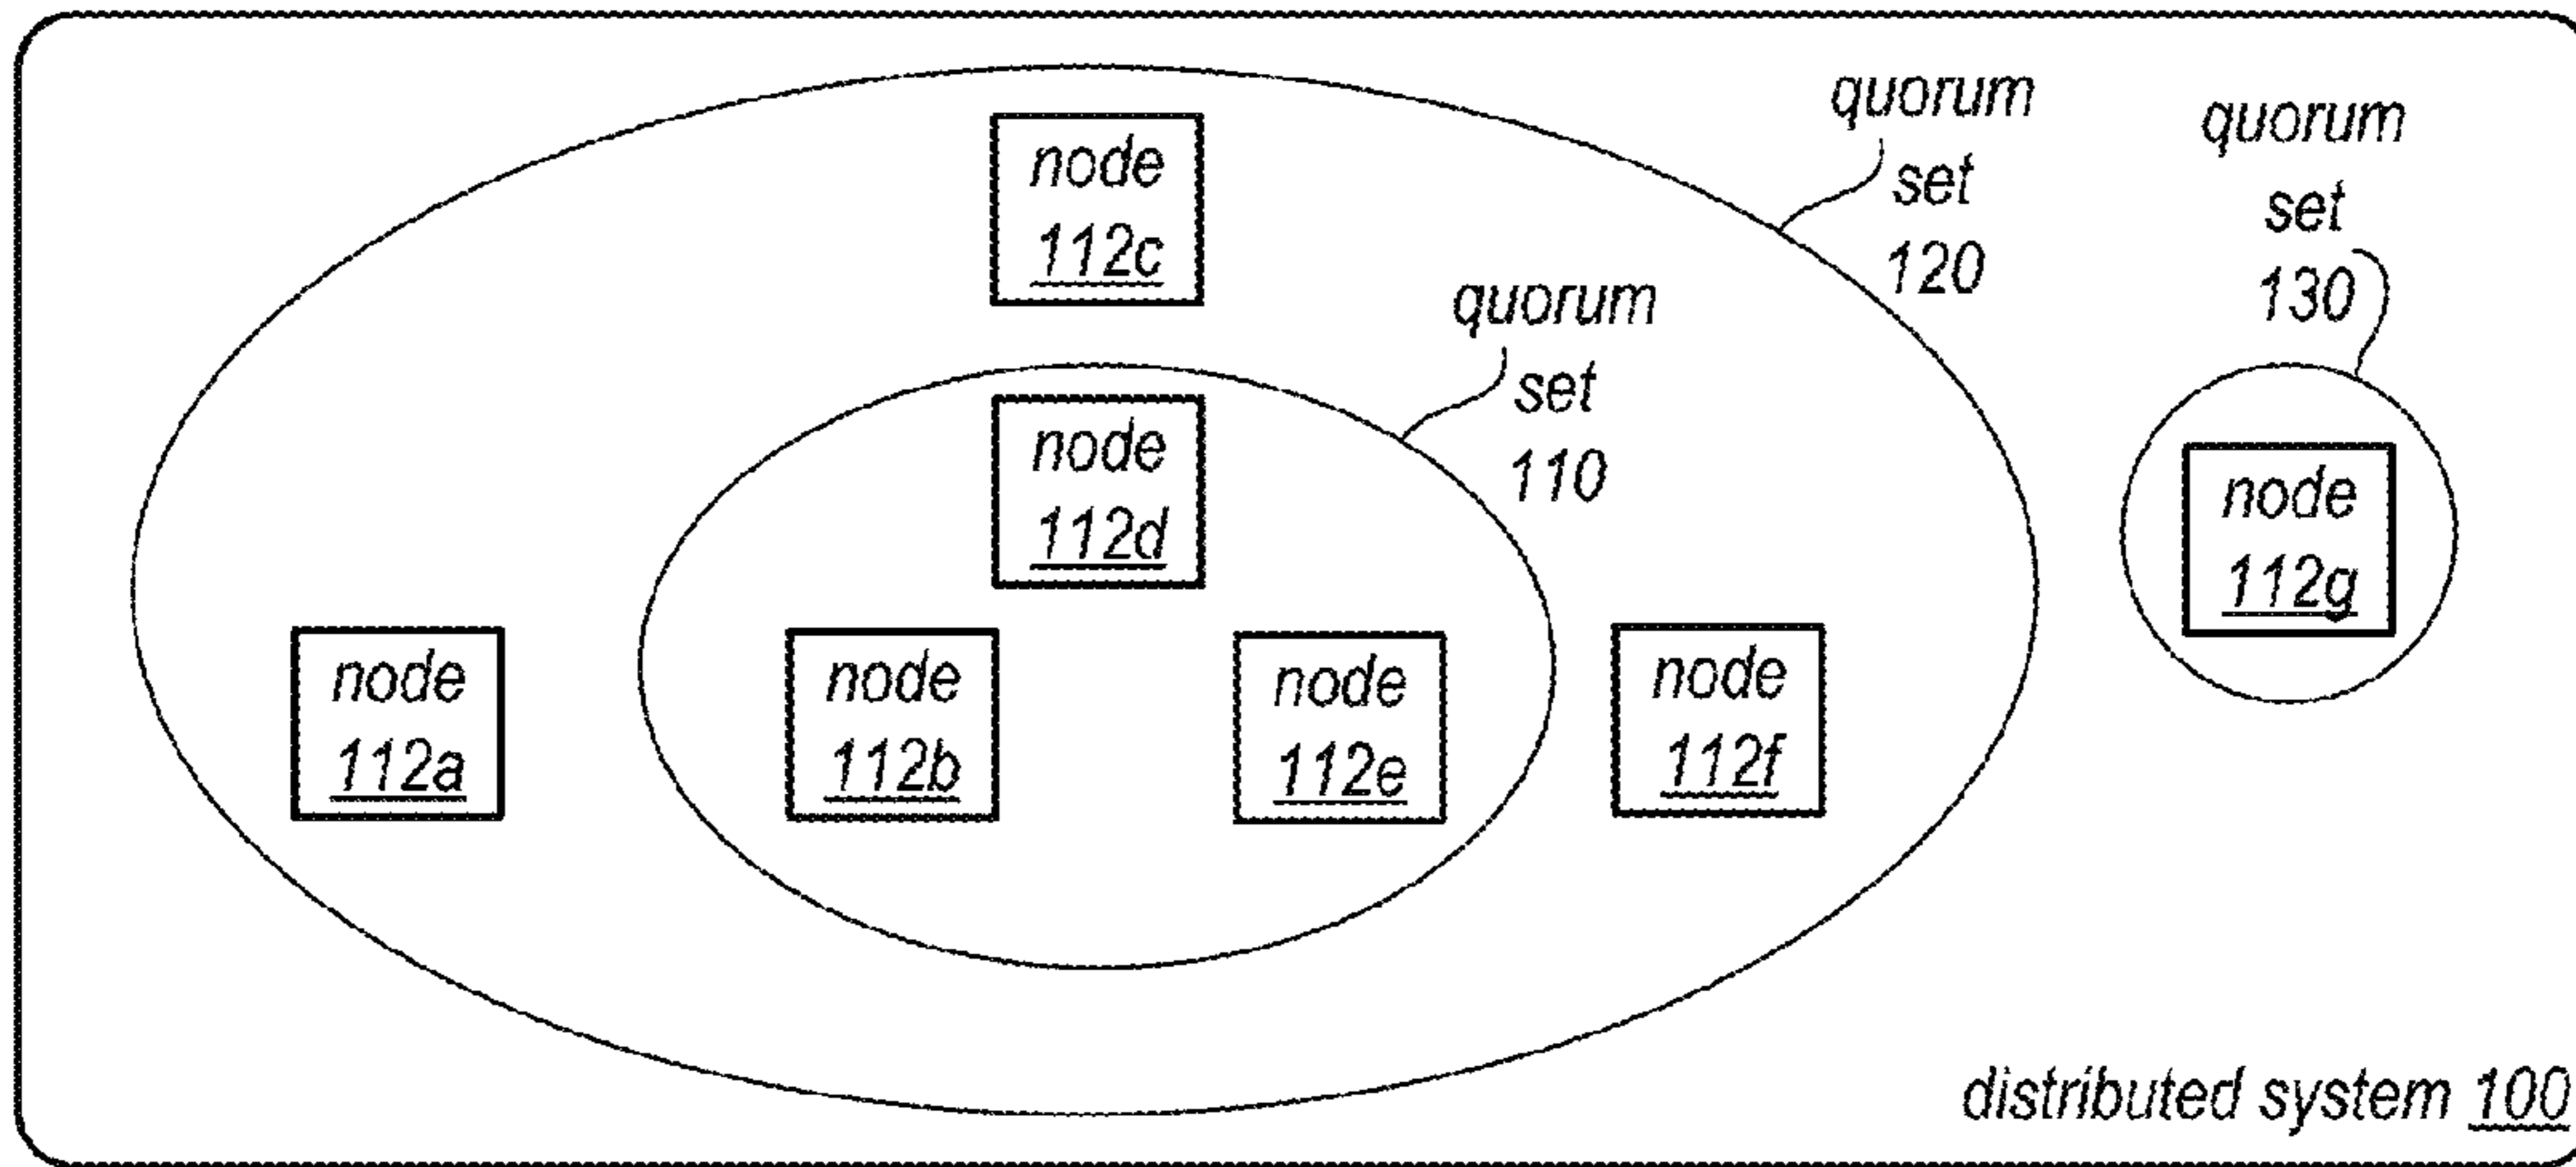 node
112c
quorum
set
120
quorum
set
130
quorum
set
110
node
112d
node
112g
node
112a
node
112b
node
112e
node
112f
distributed system 100